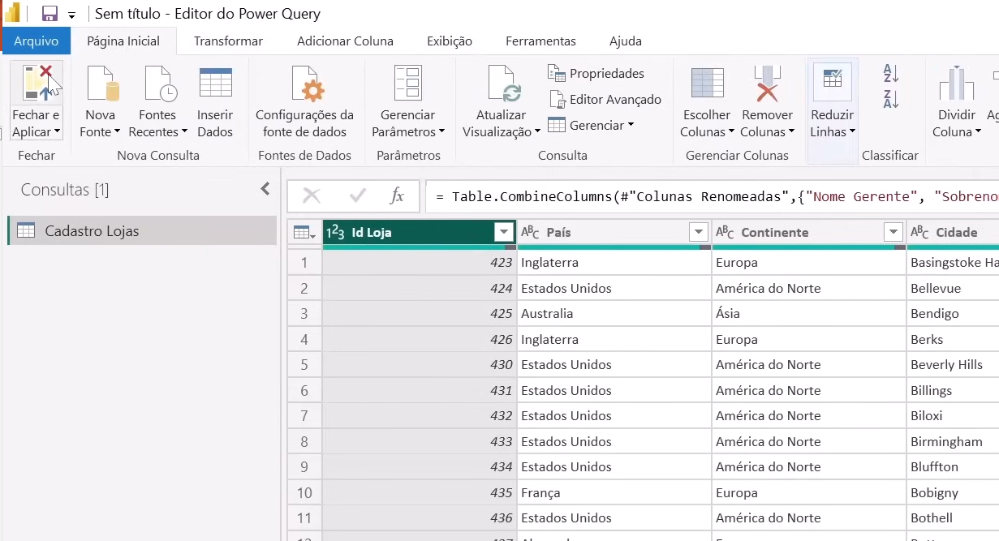 Sem título - Editor do Power Query
Arquivo Página Inicial Transformar Adicionar Coluna Exibição Ferramentas Ajuda
Fechar e Aplicar
Nova Fonte
Fontes Recentes
Inserir Dados
Configurações da fonte de dados
Gerenciar Parâmetros
Atualizar Visualização
Propriedades
Editor Avançado
Gerenciar
Escolher Colunas
Remover Colunas
Reduzir Linhas
A Z
Z A
Dividir Coluna
Fechar Nova Consulta Fontes de Dados Parâmetros Consulta Gerenciar Colunas Classificar
Consultas [1]
Cadastro Lojas
fx = Table.CombineColumns(#"Colunas Renomeadas",{"Nome Gerente", "Sobreno
123 Id Loja ABC País ABC Continente ABC Cidade
1 423 Inglaterra Europa Basingstoke Ha
2 424 Estados Unidos América do Norte Bellevue
3 425 Australia Ásia Bendigo
4 426 Inglaterra Europa Berks
5 430 Estados Unidos América do Norte Beverly Hills
6 431 Estados Unidos América do Norte Billings
7 432 Estados Unidos América do Norte Biloxi
8 433 Estados Unidos América do Norte Birmingham
9 434 Estados Unidos América do Norte Bluffton
10 435 França Europa Bobigny
11 436 Estados Unidos América do Norte Bothell